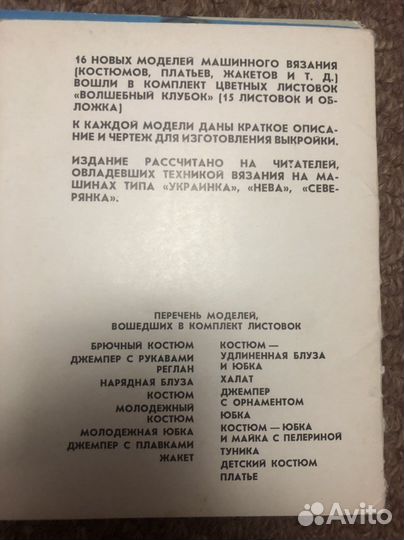 16 НОВЫХ МОДЕЛЕЙ МАШИННОГО ВЯЗАНИЯ
(КОСТЮМОВ, ПЛАТЬЕВ, ЖАКЕТОВ И Т. Д.)
ВОШЛИ В КОМПЛЕКТ ЦВЕТНЫХ ЛИСТОВОК
«ВОЛШЕБНЫЙ КЛУБОК» (15 ЛИСТОВОК И ОБ-
ЛОЖКА)
К КАЖДОЙ МОДЕЛИ ДАНЫ КРАТКОЕ ОПИСА-
НИЕ И ЧЕРТЕЖ ДЛЯ ИЗГОТОВЛЕНИЯ ВЫКРОЙКИ.
ИЗДАНИЕ РАССЧИТАНО НА ЧИТАТЕЛЕЙ,
ОВЛАДЕВШИХ ТЕХНИКОЙ ВЯЗАНИЯ НА МА-
ШИНАХ ТИПА «УКРАИНКА», «НЕВА», «СЕВЕ-
РЯНКА».
ПЕРЕЧЕНЬ МОДЕЛЕЙ,
ВОШЕДШИХ В КОМПЛЕКТ ЛИСТОВОК
БРЮЧНЫЙ КОСТЮМ
ДЖЕМПЕР С РУКАВАМИ
РЕГЛАН
НАРЯДНАЯ БЛУЗА
КОСТЮМ
МОЛОДЕЖНЫЙ
КОСТЮМ
МОЛОДЕЖНАЯ ЮБКА
ДЖЕМПЕР С ПЛАВКАМИ
ЖАКЕТ
КОСТЮМ —
УДЛИНЕННАЯ БЛУЗА
И ЮБКА
ХАЛАТ
ДЖЕМПЕР
С ОРНАМЕНТОМ
ЮБКА
КОСТЮМ — ЮБКА
И МАЙКА С ПЕЛЕРИНОЙ
ТУНИКА
ДЕТСКИЙ КОСТЮМ
ПЛАТЬЕ
Avito